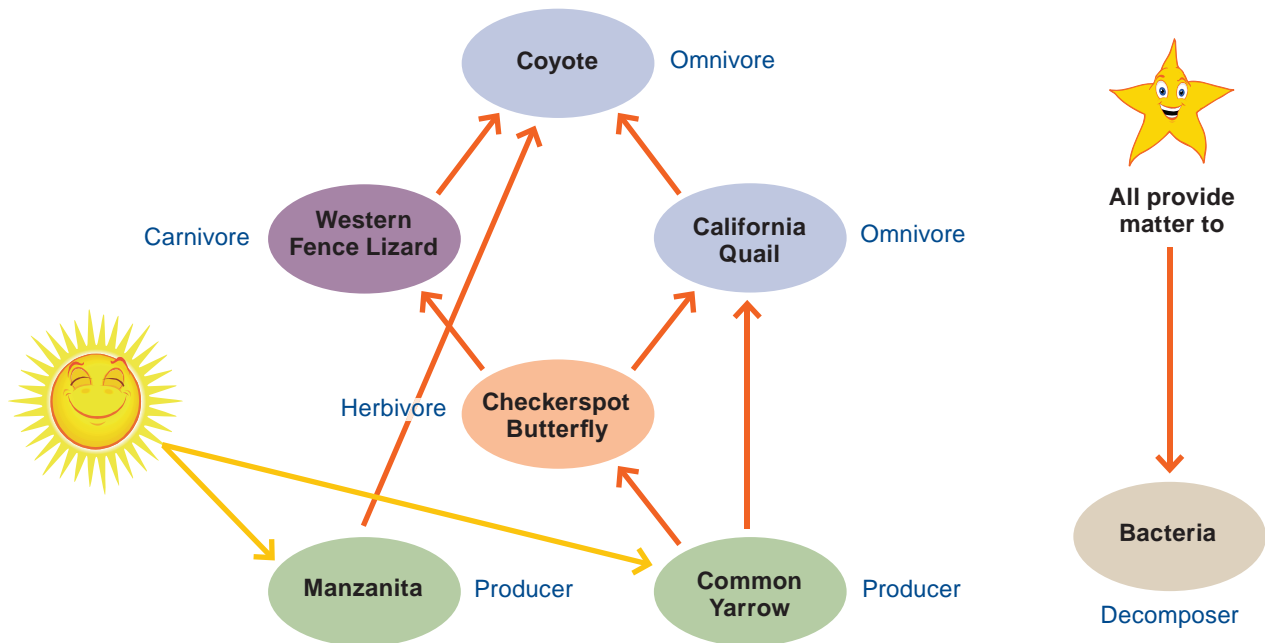 Coyote
Omnivore
All provide
matter to
Western
Fence Lizard
Carnivore
California
Quail
Omnivore
Herbivore
Checkerspot
Butterfly
Manzanita
Producer
Common
Yarrow
Producer
Bacteria
Decomposer